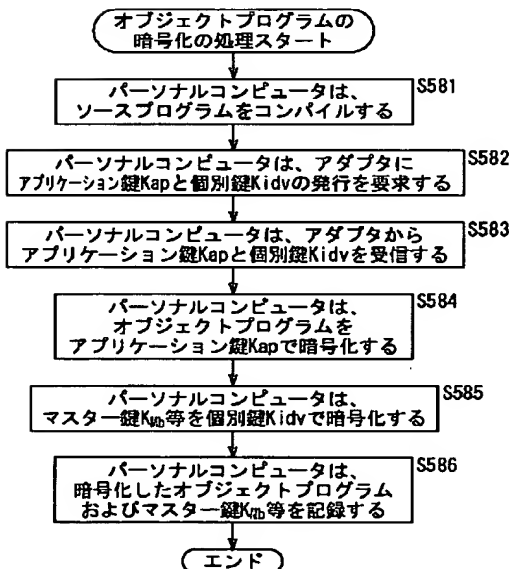 オブジェクトプログラムの
暗号化の処理スタート
S581
パーソナルコンピュータは、
ソースプログラムをコンパイルする
S582
パーソナルコンピュータは、アダプタに
アプリケーション鍵Kapと個別鍵Kidvの発行を要求する
S583
パーソナルコンピュータは、アダプタから
アプリケーション鍵Kapと個別鍵Kidvを受信する
S584
パーソナルコンピュータは、
オブジェクトプログラムを
アプリケーション鍵Kapで暗号化する
S585
パーソナルコンピュータは、
マスター鍵K等を個別鍵Kidvで暗号化する
S586
パーソナルコンピュータは、
暗号化したオブジェクトプログラム
およびマスター鍵K等を記録する
エンド